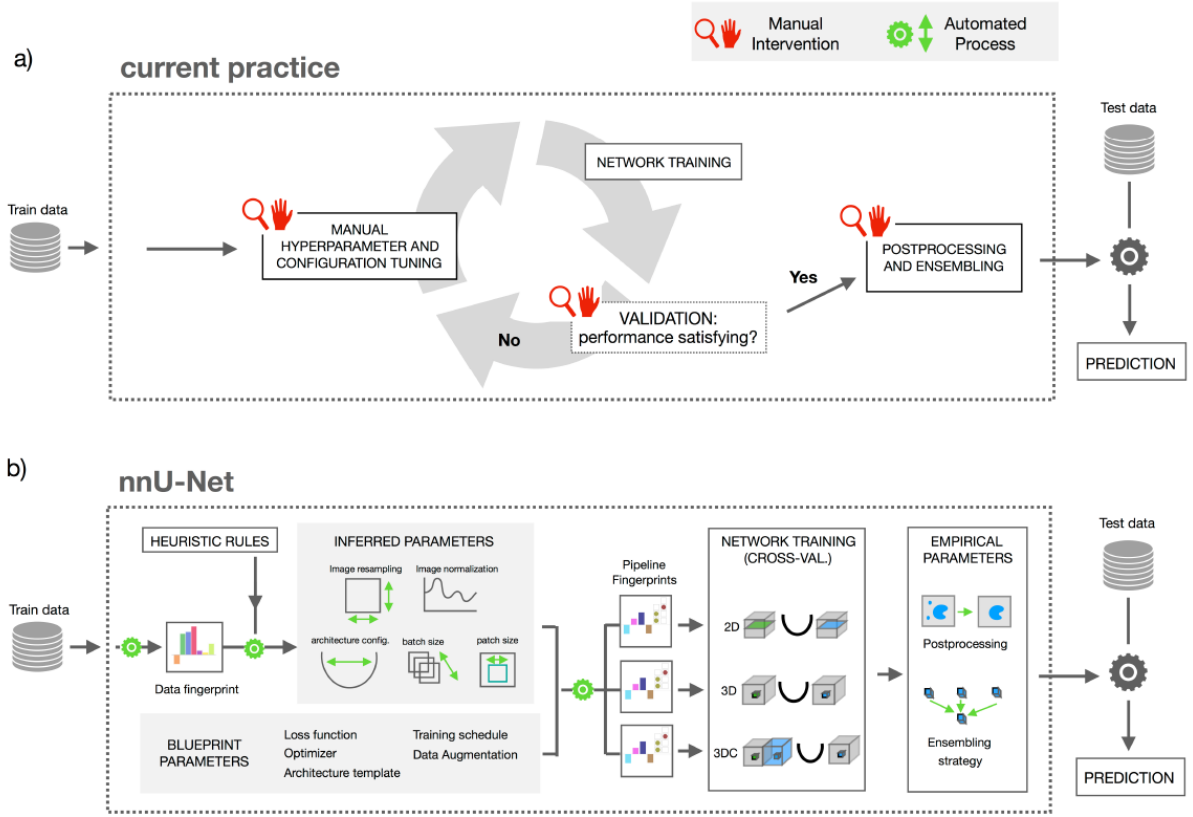 Manual
Intervention
Automated
Process
a)
current practice
Test data
NETWORK TRAINING
Train data
MANUAL
HYPERPARAMETER AND
CONFIGURATION TUNING
POSTPROCESSING
AND ENSEMBLING
Yes
VALIDATION:
performance satisfying?
No
PREDICTION
b)
nnU-Net
HEURISTIC RULES
INFERRED PARAMETERS
Image resampling
Image normalization
architecture config.
batch size
patch size
Train data
Data fingerprint
BLUEPRINT
PARAMETERS
Loss function
Optimizer
Architecture template
Training schedule
Data Augmentation
Pipeline
Fingerprints
NETWORK TRAINING
(CROSS-VAL.)
2D
3D
3DC
EMPIRICAL
PARAMETERS
Postprocessing
Ensembling
strategy
Test data
PREDICTION